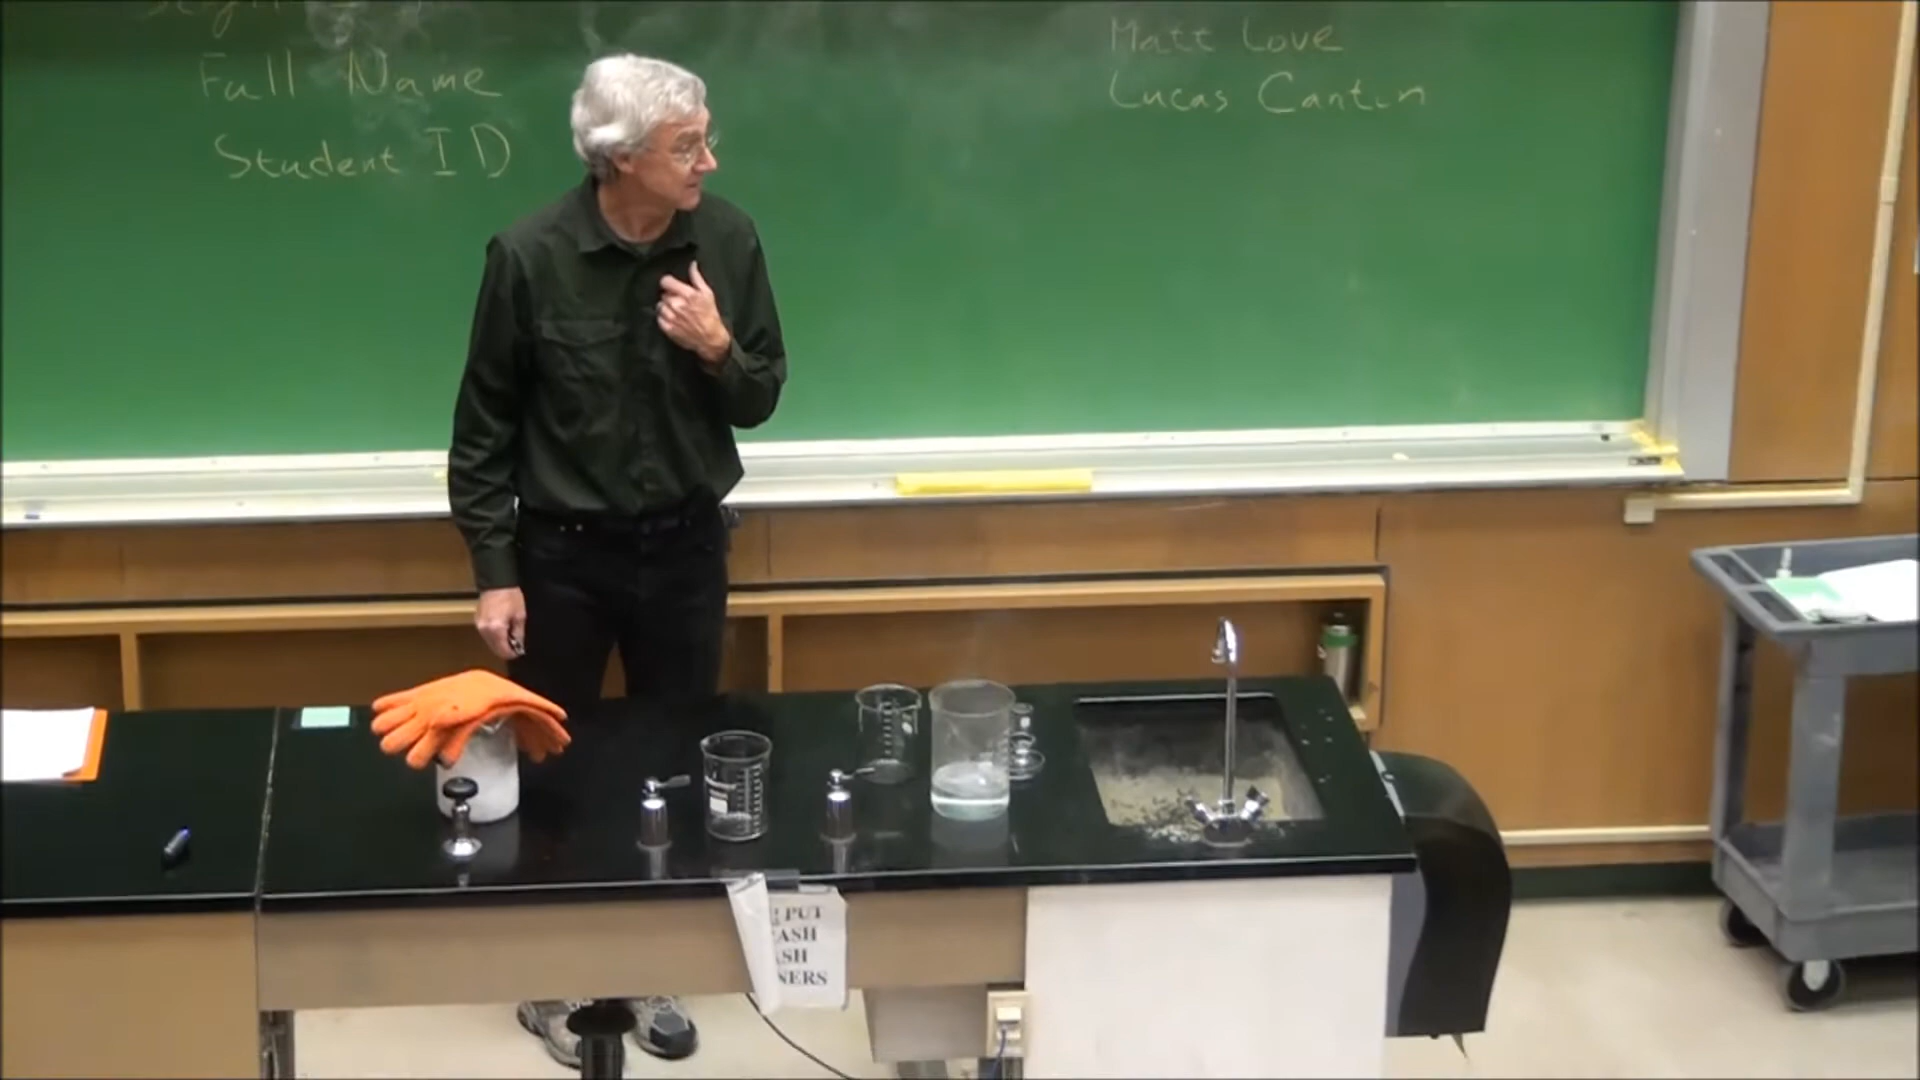 Full Name
Student ID
Matt Love
Lucas Cantin
PUT
ASH
SH
NERS